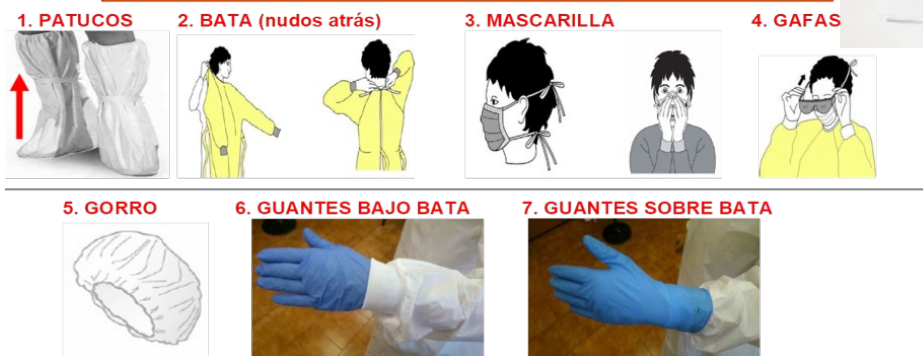 1. PATUCOS
2. BATA (nudos atrás)
3. MASCARILLA
4. GAFAS
5. GORRO
6. GUANTES BAJO BATA
7. GUANTES SOBRE BATA